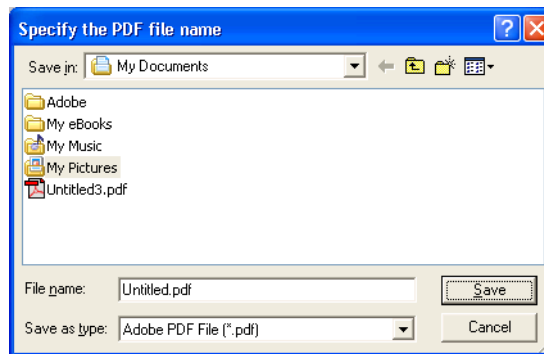 Specify the PDF file name
Save in: My Documents
Adobe
My eBooks
My Music
My Pictures
Untitled3.pdf
File name: Untitled.pdf Save
Save as type: Adobe PDF File (*.pdf) Cancel